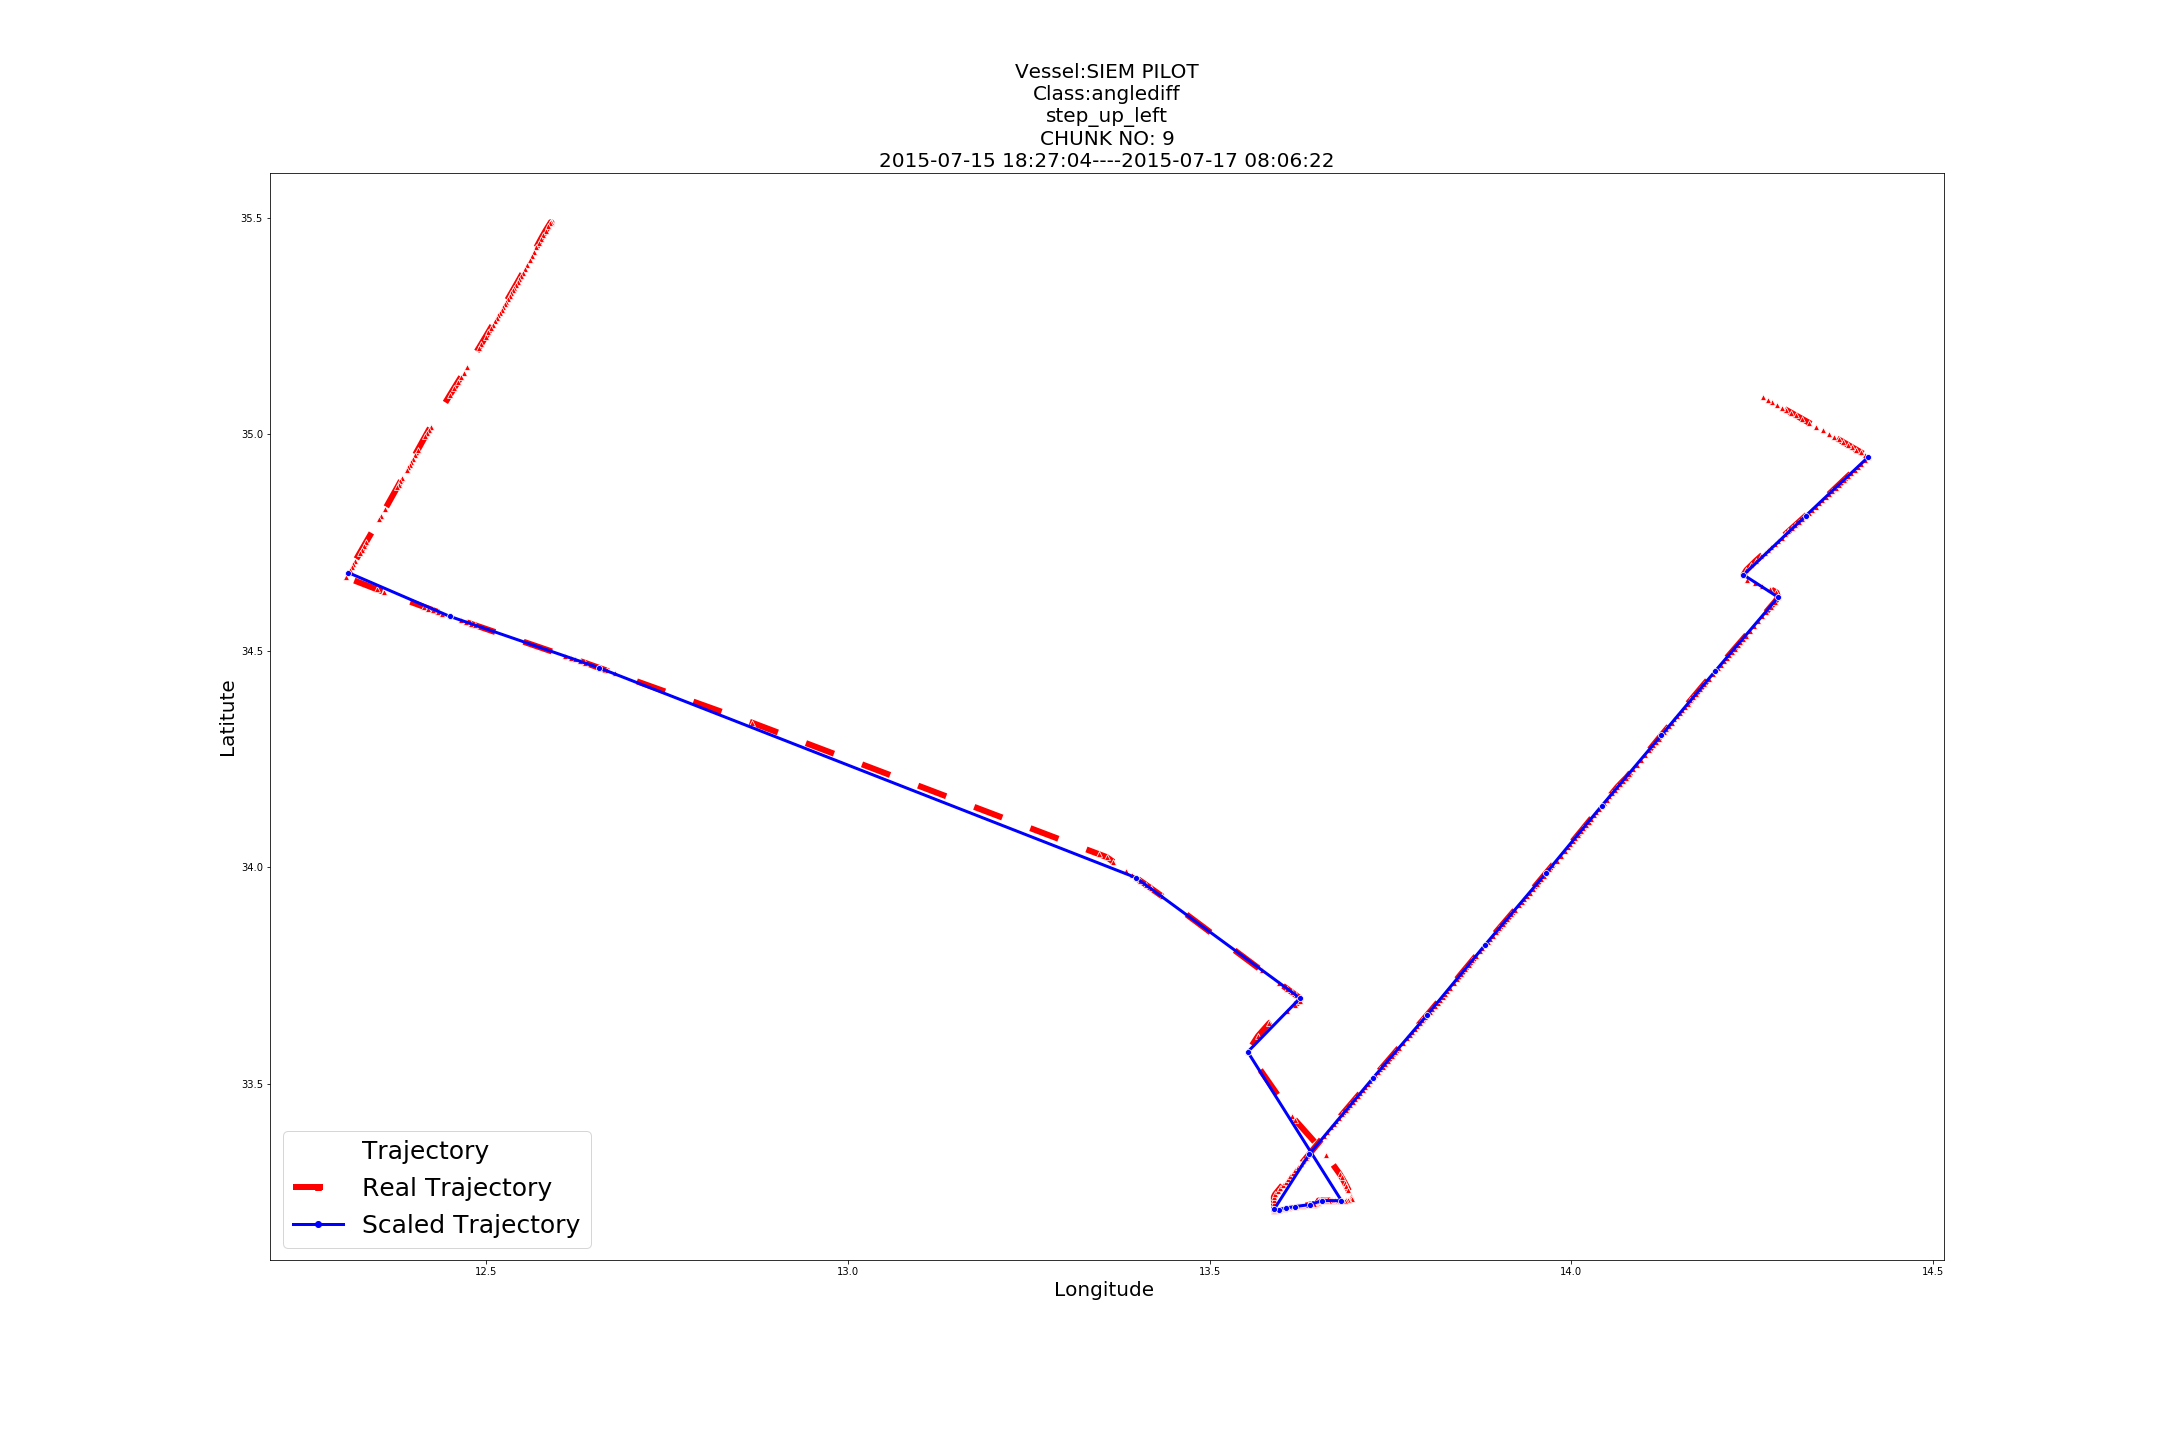 Vessel:SIEM PILOT
Class:anglediff
step_up_left
CHUNK NO: 9
2015-07-15 18:27:04----2015-07-17 08:06:22
35.5
35.0
34.5
34.0
33.5
Latitute
Trajectory
Real Trajectory
Scaled Trajectory
12.5 13.0 13.5 14.0 14.5
Longitude